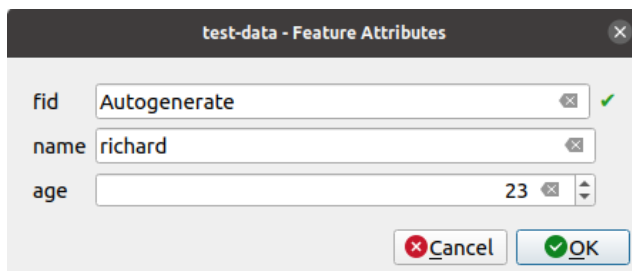 test-data - Feature Attributes
fid Autogenerate
name richard
age 23
Cancel OK